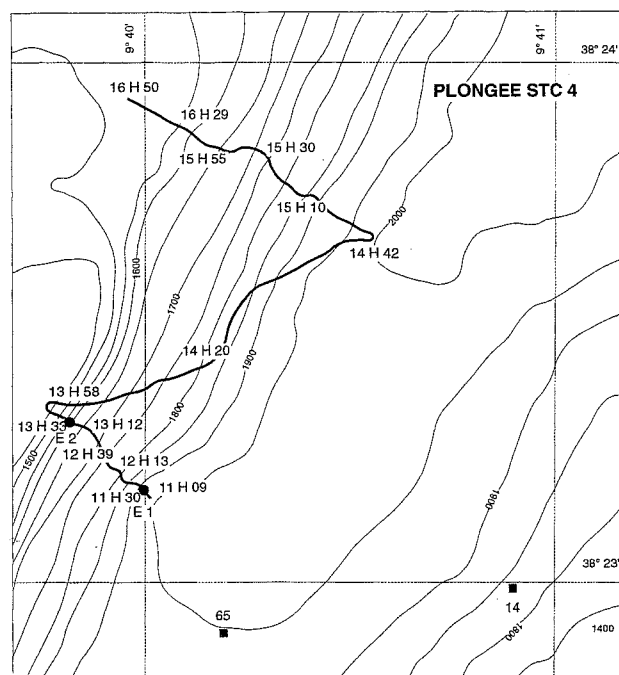 9° 40'
9° 41'
38° 24'
PLONGEE STC 4
16 H 50
16 H 29
15 H 30
15 H 55
15 H 10
2000
14 H 42
1600
1700
14 H 20
1900
13 H 58
1800
13 H 33
13 H 12
E 2
12 H 39
12 H 13
1500
11 H 30
11 H 09
E 1
1900
38° 23'
65
14
1800
1400